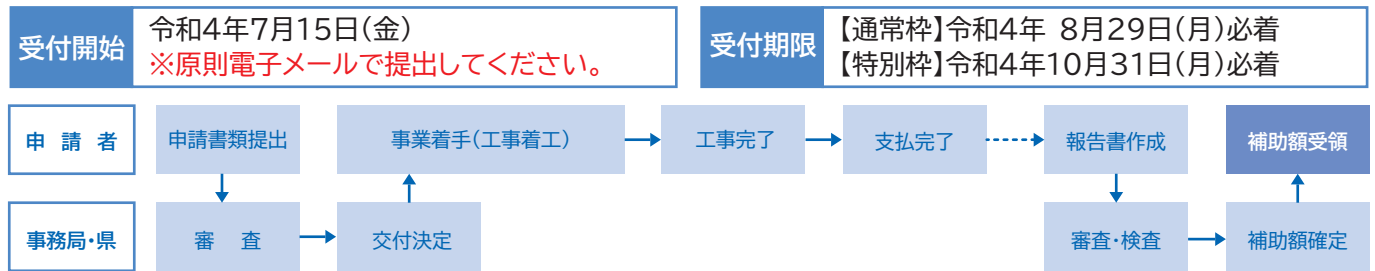 受付開始
令和4年7月15日(金)
※原則電子メールで提出してください。
受付期限
【通常枠】令和4年 8月29日(月)必着
【特別枠】令和4年10月31日(月)必着
申 請 者
申請書類提出
事業着手(工事着工)
工事完了
支払完了
報告書作成
補助額受領
事務局・県
審 査
交付決定
審査・検査
補助額確定